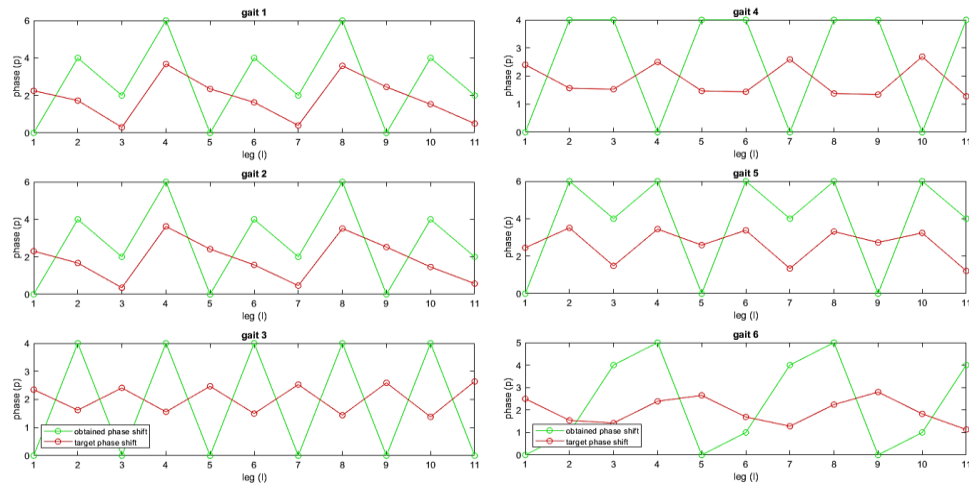 gait 1
phase (p)
6
4
2
0
1 2 3 4 5 6 7 8 9 10 11
leg (l)
gait 2
phase (p)
6
4
2
0
1 2 3 4 5 6 7 8 9 10 11
leg (l)
gait 3
phase (p)
4
3
2
1
0
obtained phase shift
target phase shift
1 2 3 4 5 6 7 8 9 10 11
leg (l)
gait 4
phase (p)
4
3
2
1
0
1 2 3 4 5 6 7 8 9 10 11
leg (l)
gait 5
phase (p)
6
4
2
0
1 2 3 4 5 6 7 8 9 10 11
leg (l)
gait 6
phase (p)
5
4
3
2
1
0
obtained phase shift
target phase shift
1 2 3 4 5 6 7 8 9 10 11
leg (l)